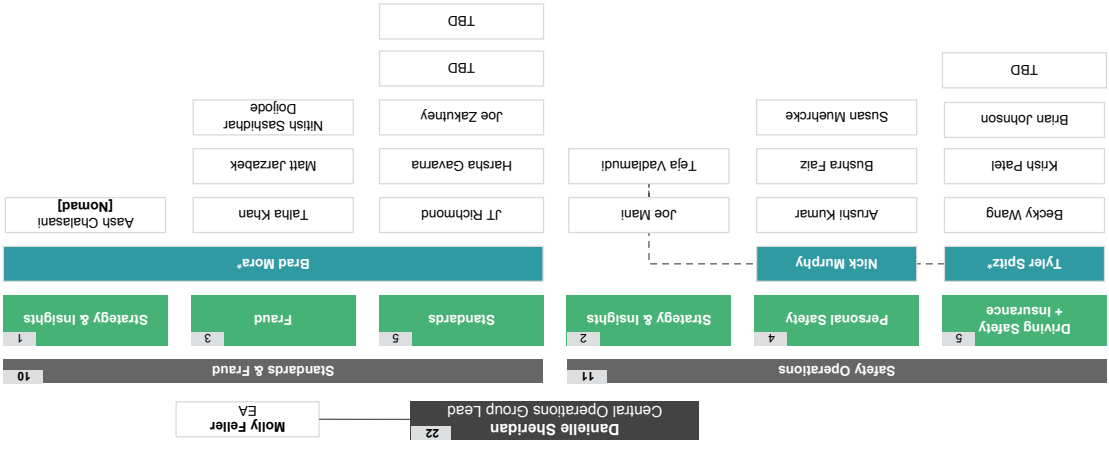 Danielle Sheridan
Central Operations Group Lead
22
Molly Feller
EA
Safety Operations
11
Standards & Fraud
10
Driving Safety
+ Insurance
5
Personal Safety
4
Strategy & Insights
2
Standards
5
Fraud
3
Strategy & Insights
1
Tyler Spitz*
Nick Murphy
Brad Mora*
Becky Wang
Arushi Kumar
Joe Mani
JT Richmond
Talha Khan
Aash Chalasani
[Nomad]
Krish Patel
Bushra Faiz
Teja Vadlamudi
Harsha Gavarna
Matt Jarzabek
Brian Johnson
Susan Muehrcke
Joe Zakutney
Nitish Sashidhar
Doijode
TBD
TBD
TBD